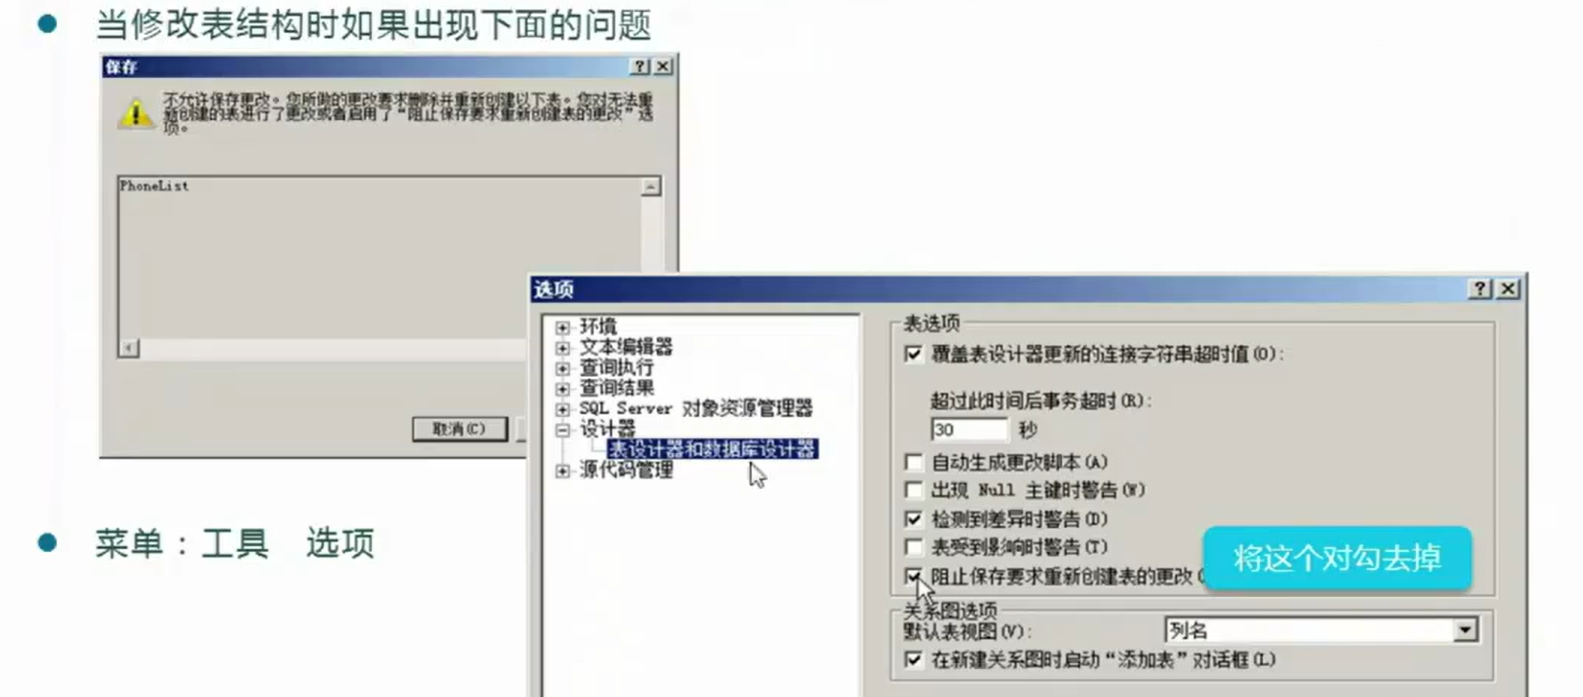 当修改表结构时如果出现下面的问题
保存
不允许保存更改。您所做的更改要求删除并重新创建以下表。您对无法重
新创建的表进行了更改或者启用了“阻止保存要求重新创建表的更改”选
项。
PhoneList
取消(C)
选项
环境
文本编辑器
查询执行
查询结果
SQL Server 对象资源管理器
设计器
表设计器和数据库设计器
源代码管理
表选项
覆盖表设计器更新的连接字符串超时值(O):
超过此时间后事务超时(R):
30 秒
自动生成更改脚本(A)
出现 Null 主键时警告(W)
检测到差异时警告(D)
表受到影响时警告(T)
阻止保存要求重新创建表的更改(
将这个对勾去掉
关系图选项
默认表视图(V):
列名
在新建关系图时启动“添加表”对话框(L)
菜单：工具 选项